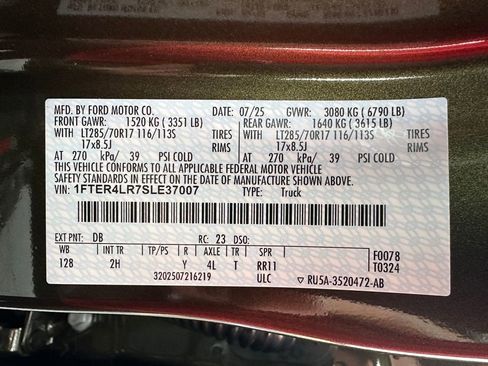 MFD. BY FORD MOTOR CO. 07/25 GVWR: 3080 KG ( 6790 LB)
FRONT GAWR: 1520 KG ( 3351 LB) REAR GAWR: 1640 KG ( 3615 LB)
WITH LT285/70R17 116/113S TIRES WITH LT285/70R17 116/113S TIRES
17x8.5J RIMS 17x8.5J RIMS
AT 270 kPa/ 39 PSI COLD AT 270 kPa/ 39 PSI COLD
THIS VEHICLE CONFORMS TO ALL APPLICABLE FEDERAL MOTOR VEHICLE
SAFETY STANDARDS IN EFFECT ON THE DATE OF MANUFACTURE SHOWN ABOVE.
VIN: 1FTER4LR7SLE37007 TYPE: Truck
EXT PNT: DB RC: 23 DSO:
WB INT TR TP/PS R AXLE TR SPR F0078
128 2H Y 4L T RR11 T0324
3202507216219 ULC RU5A-3520472-AB